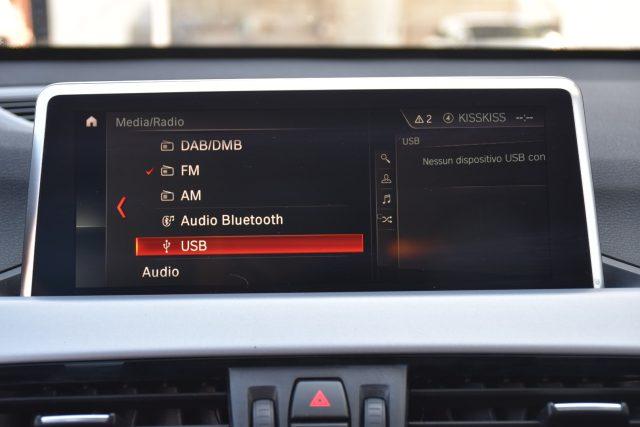 Media/Radio
2 KISSKISS --:--
DAB/DMB
FM
AM
Audio Bluetooth
USB
Audio
USB
Nessun dispositivo USB con